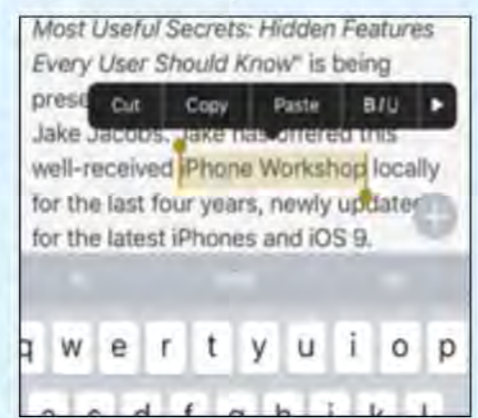 Most Useful Secrets: Hidden Features
Every User Should Know" is being
Cut Copy Paste B I U ▶
Jake Jacobs. Jake has offered this
well-received iPhone Workshop locally
for the last four years, newly updated
for the latest iPhones and iOS 9.
q w e r t y u i o p